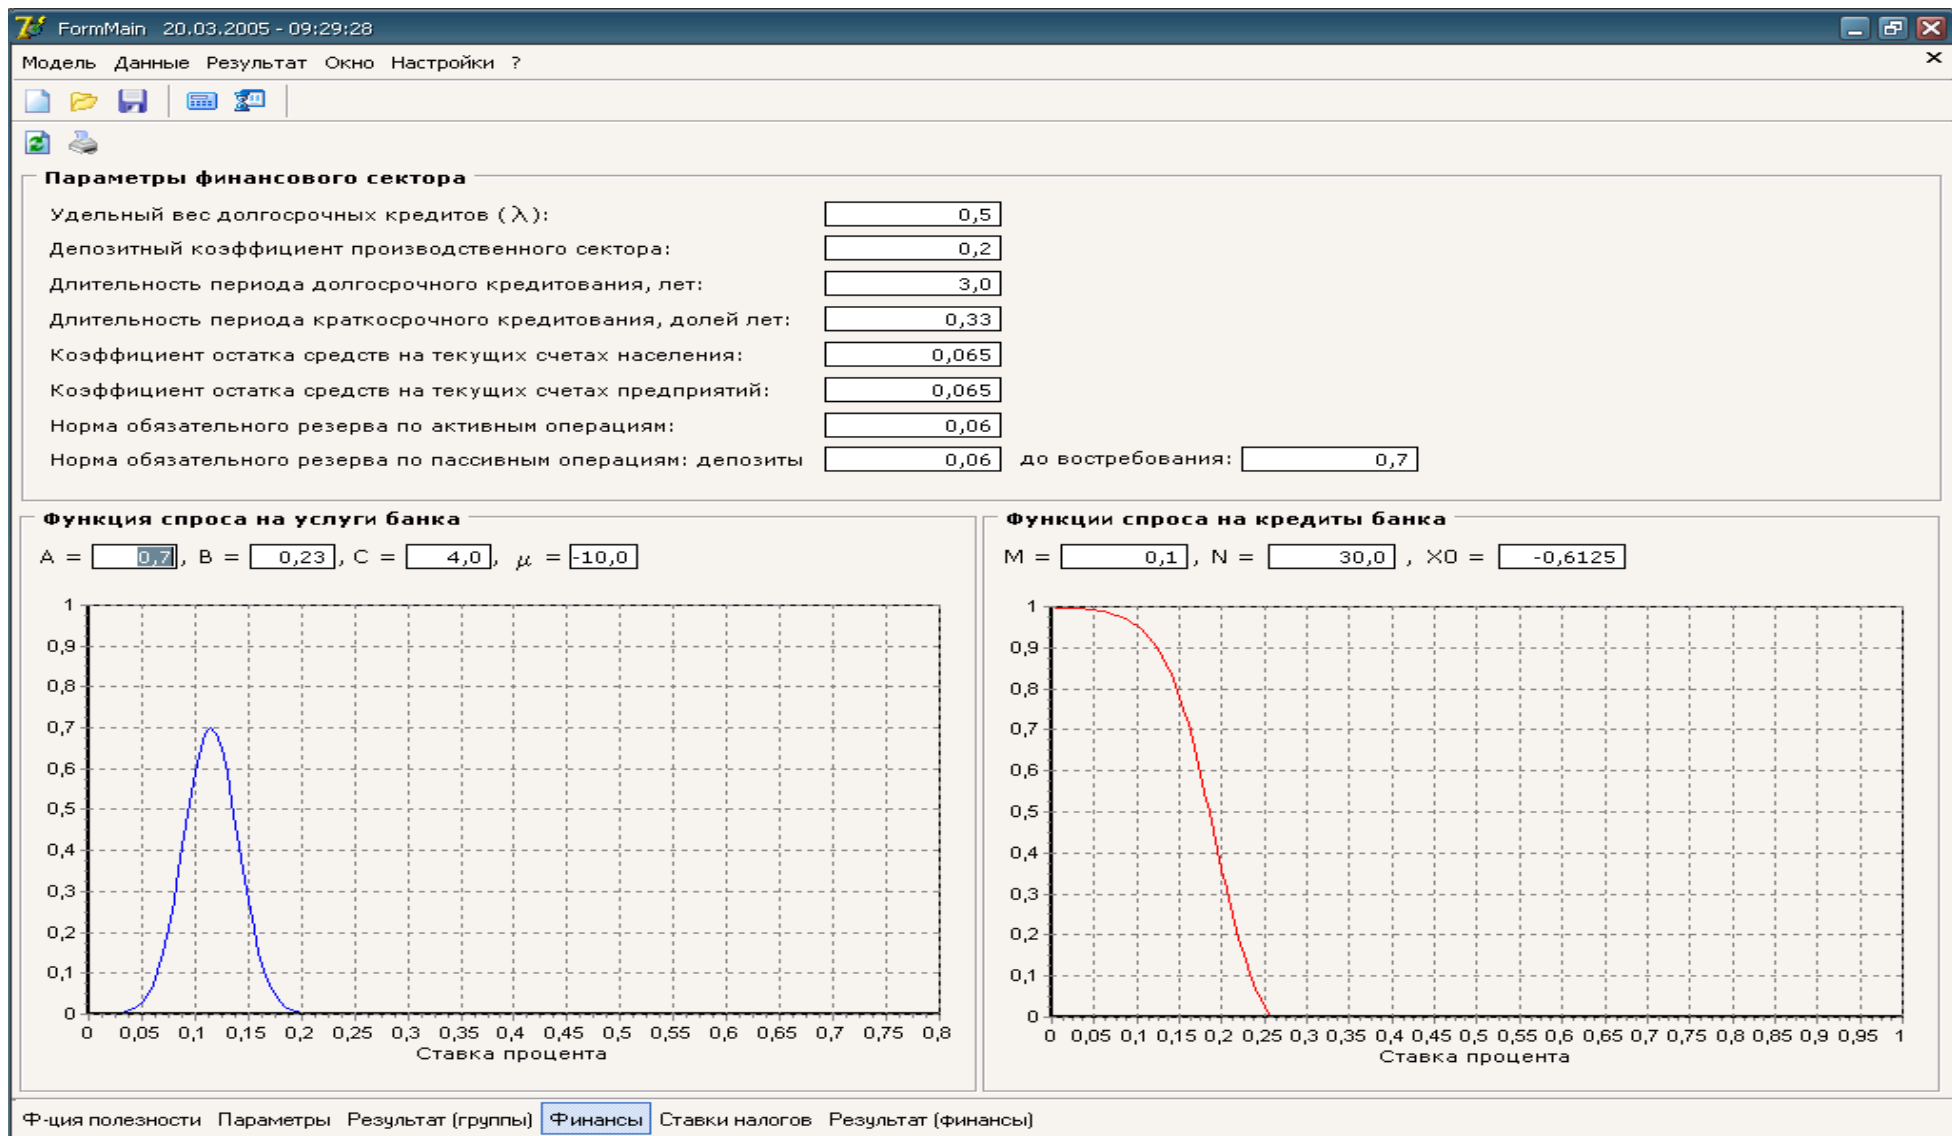 FormMain 20.03.2005 - 09:29:28
Модель Данные Результат Окно Настройки ?
Параметры финансового сектора
Удельный вес долгосрочных кредитов (λ): 0,5
Депозитный коэффициент производственного сектора: 0,2
Длительность периода долгосрочного кредитования, лет: 3,0
Длительность периода краткосрочного кредитования, долей лет: 0,33
Коэффициент остатка средств на текущих счетах населения: 0,065
Коэффициент остатка средств на текущих счетах предприятий: 0,065
Норма обязательного резерва по активным операциям: 0,06
Норма обязательного резерва по пассивным операциям: депозиты 0,06 до востребования: 0,7
Функция спроса на услуги банка
A = 0,7, B = 0,23, C = 4,0, μ = -10,0
1
0,9
0,8
0,7
0,6
0,5
0,4
0,3
0,2
0,1
0
0 0,05 0,1 0,15 0,2 0,25 0,3 0,35 0,4 0,45 0,5 0,55 0,6 0,65 0,7 0,75 0,8
Ставка процента
Функции спроса на кредиты банка
M = 0,1, N = 30,0, X0 = -0,6125
1
0,9
0,8
0,7
0,6
0,5
0,4
0,3
0,2
0,1
0
0 0,05 0,1 0,15 0,2 0,25 0,3 0,35 0,4 0,45 0,5 0,55 0,6 0,65 0,7 0,75 0,8 0,85 0,9 0,95 1
Ставка процента
Ф-ция полезности Параметры Результат (группы) Финансы Ставки налогов Результат (финансы)